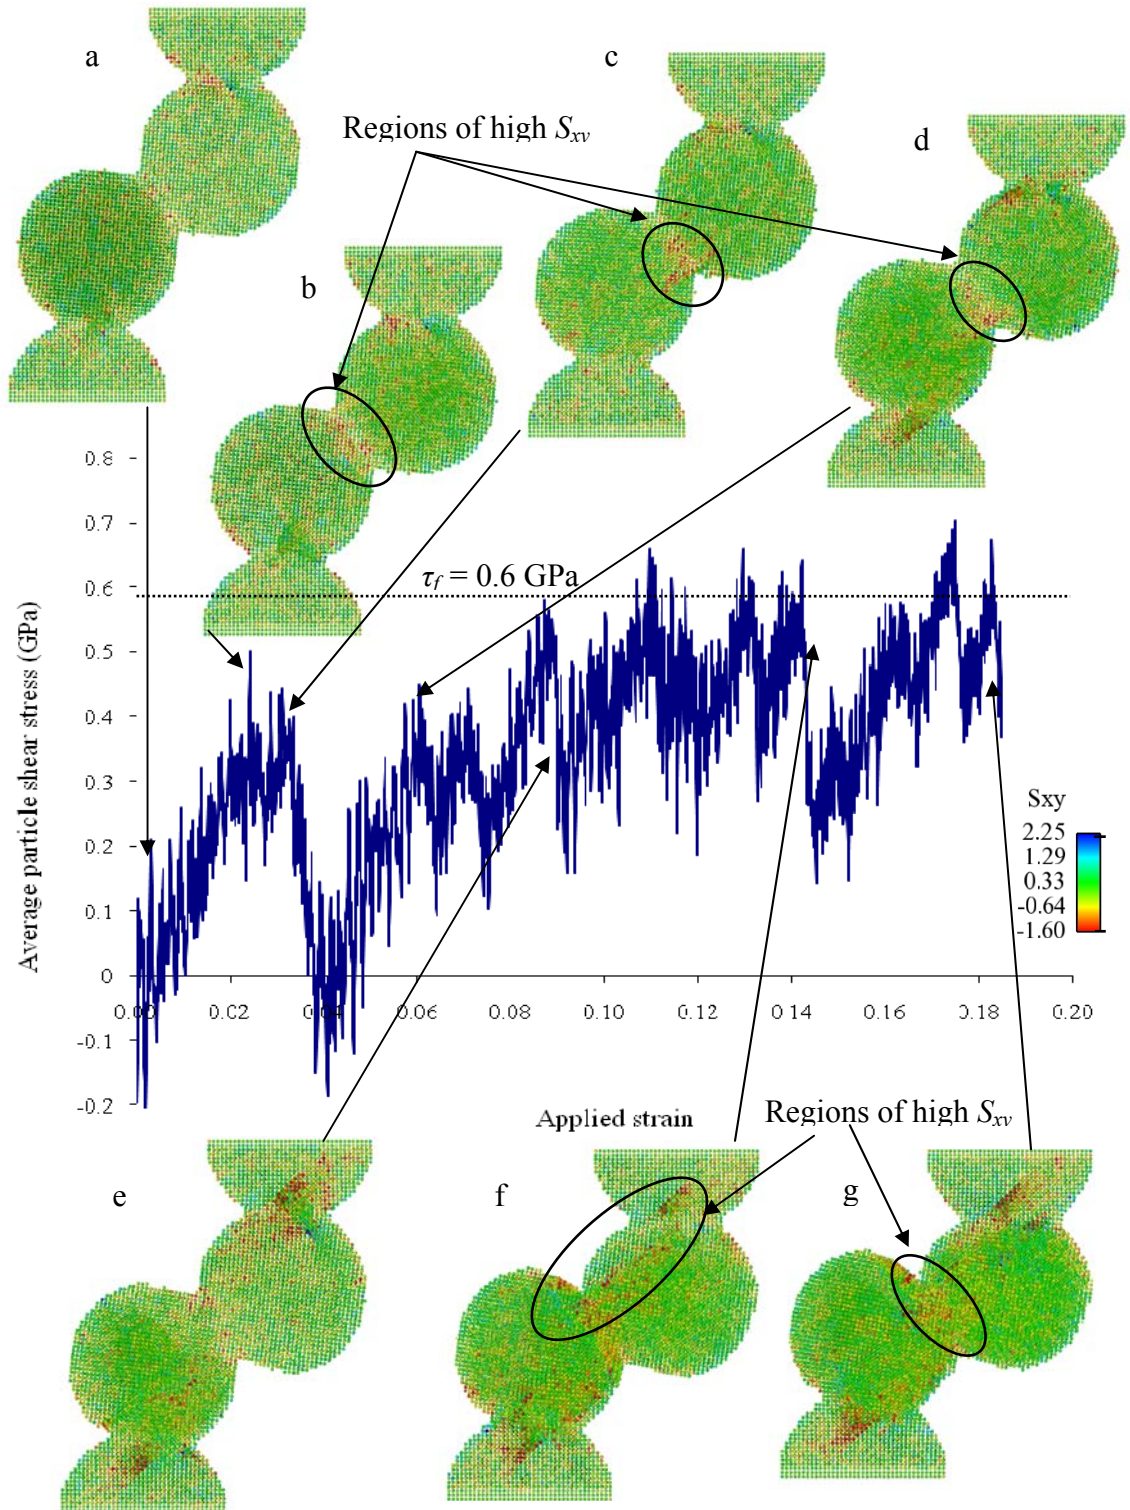 a
c
Regions of high Sxy
d
b
0.8
0.7
τf = 0.6 GPa
0.6
0.5
0.4
0.3
0.2
0.1
0
-0.1
-0.2
Average particle shear stress (GPa)
0.00 0.02 0.04 0.06 0.08 0.10 0.12 0.14 0.16 0.18 0.20
Sxy
2.25
1.29
0.33
-0.64
-1.60
Applied strain
Regions of high Sxy
e
f
g